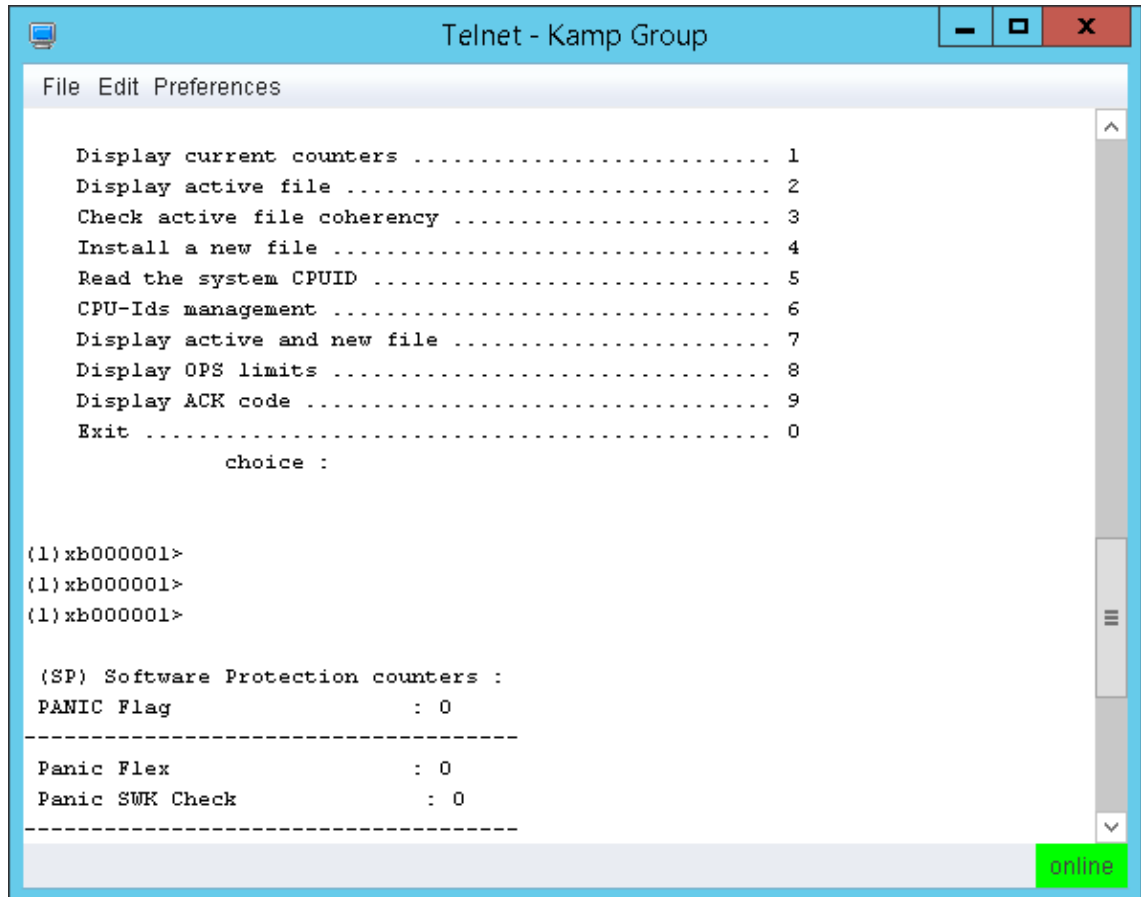 Telnet - Kamp Group
File Edit Preferences
Display current counters ........................... 1
Display active file ................................ 2
Check active file coherency ........................ 3
Install a new file ................................. 4
Read the system CPUID .............................. 5
CPU-Ids management ................................. 6
Display active and new file ........................ 7
Display OPS limits ................................. 8
Display ACK code ................................... 9
Exit ............................................... 0
choice :
(1)xb000001>
(1)xb000001>
(1)xb000001>
(SP) Software Protection counters :
PANIC Flag : 0
-------------------------------------
Panic Flex : 0
Panic SWK Check : 0
-------------------------------------
online